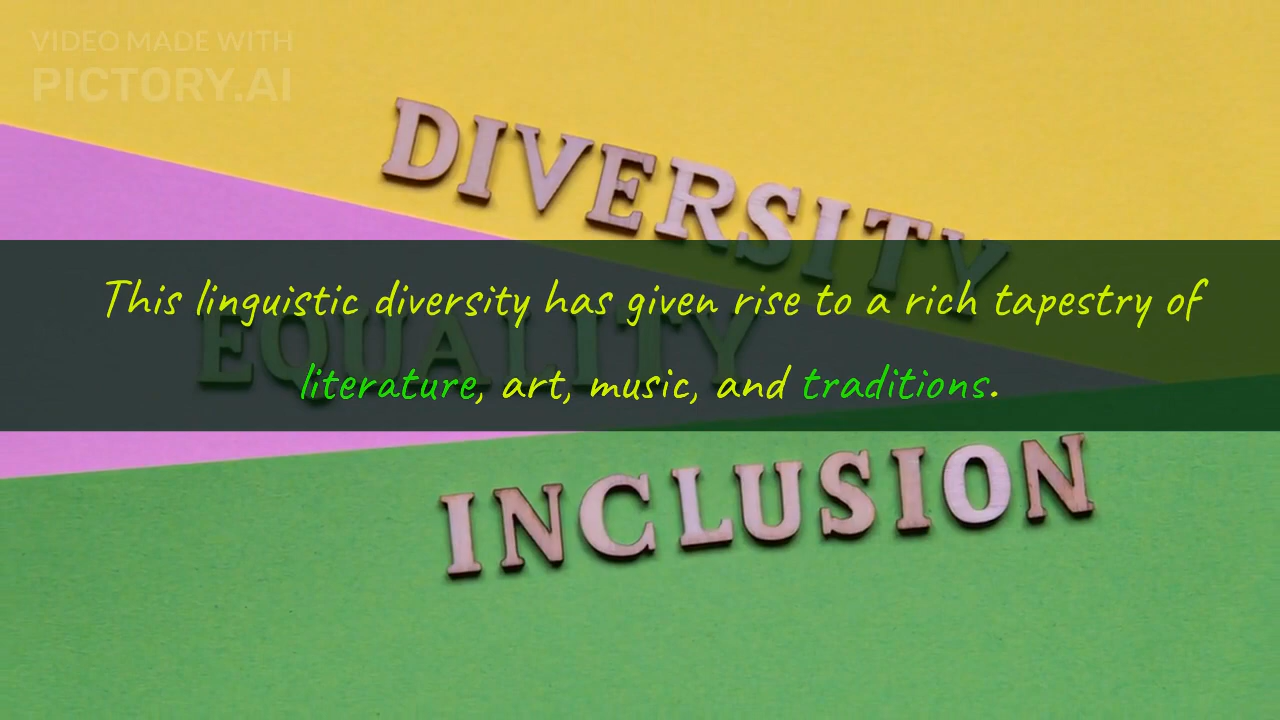 VIDEO MADE WITH
PICTORY.AI
DIVERSITY
This linguistic diversity has given rise to a rich tapestry of
EQUALITY
literature, art, music, and traditions.
INCLUSION